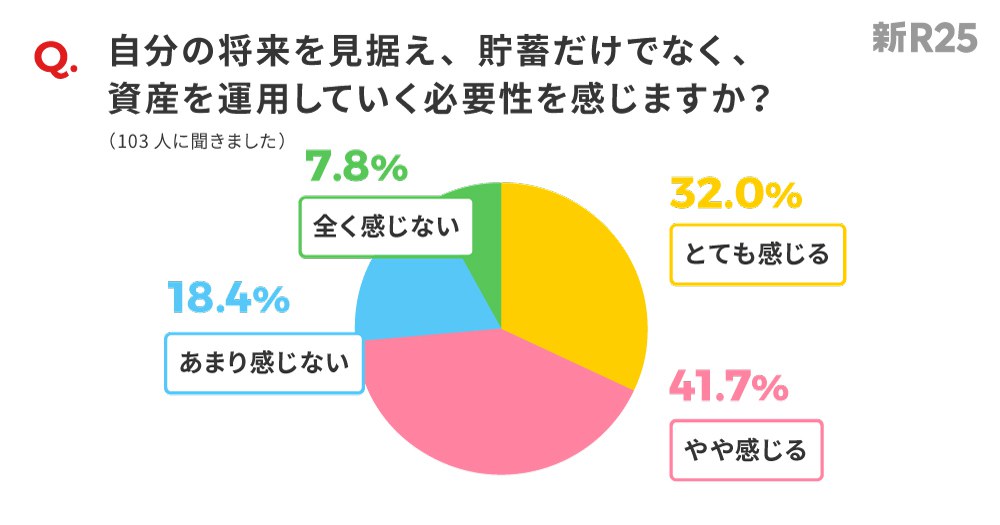 新R25
Q.
自分の将来を見据え、貯蓄だけでなく、
資産を運用していく必要性を感じますか？
（103 人に聞きました）
7.8%
全く感じない
32.0%
とても感じる
18.4%
あまり感じない
41.7%
やや感じる